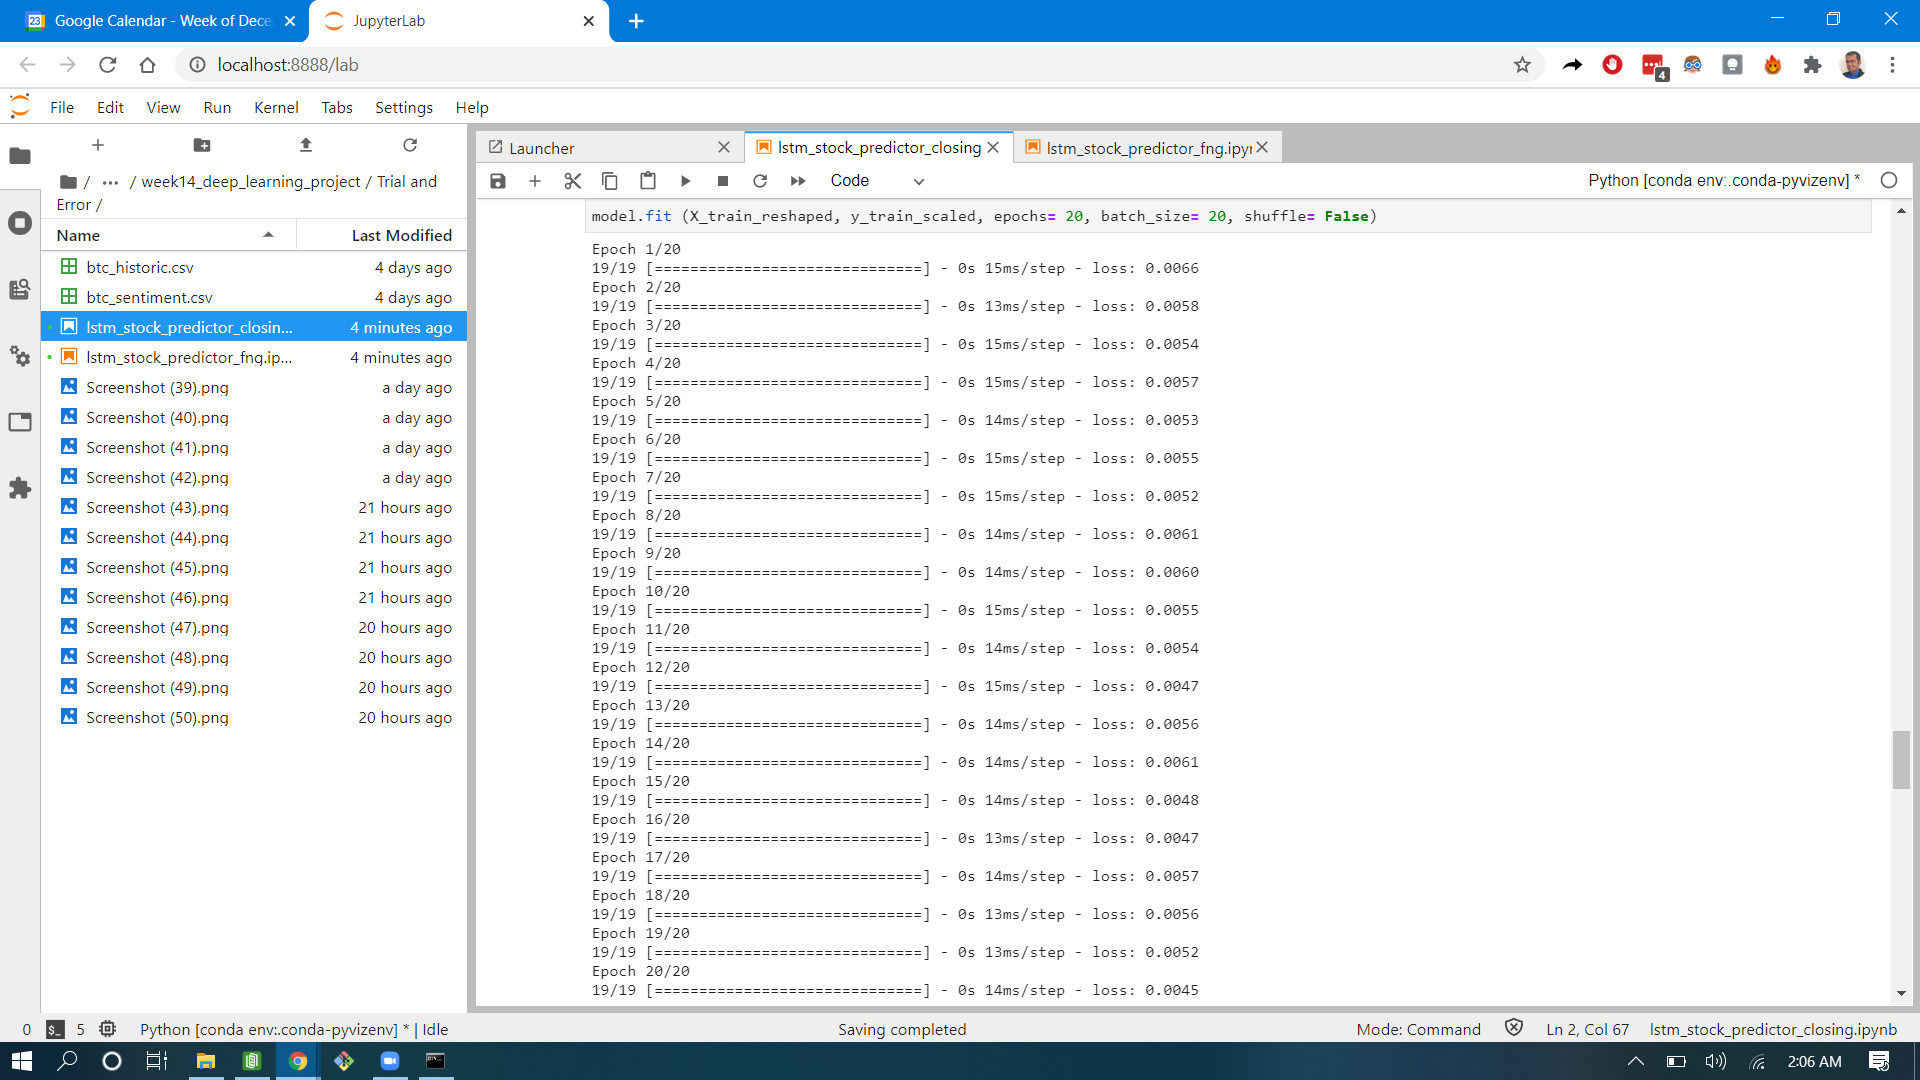 Google Calendar - Week of Dece
JupyterLab
localhost:8888/lab
4
File Edit View Run Kernel Tabs Settings Help
/ ··· / week14_deep_learning_project / Trial and
Error /
Name Last Modified
btc_historic.csv 4 days ago
btc_sentiment.csv 4 days ago
lstm_stock_predictor_closin... 4 minutes ago
lstm_stock_predictor_fng.ip... 4 minutes ago
Screenshot (39).png a day ago
Screenshot (40).png a day ago
Screenshot (41).png a day ago
Screenshot (42).png a day ago
Screenshot (43).png 21 hours ago
Screenshot (44).png 21 hours ago
Screenshot (45).png 21 hours ago
Screenshot (46).png 21 hours ago
Screenshot (47).png 20 hours ago
Screenshot (48).png 20 hours ago
Screenshot (49).png 20 hours ago
Screenshot (50).png 20 hours ago
Launcher
lstm_stock_predictor_closing
lstm_stock_predictor_fng.ipyn
Code
Python [conda env:.conda-pyvizenv] *
model.fit (X_train_reshaped, y_train_scaled, epochs= 20, batch_size= 20, shuffle= False)
Epoch 1/20
19/19 [==============================] - 0s 15ms/step - loss: 0.0066
Epoch 2/20
19/19 [==============================] - 0s 13ms/step - loss: 0.0058
Epoch 3/20
19/19 [==============================] - 0s 15ms/step - loss: 0.0054
Epoch 4/20
19/19 [==============================] - 0s 15ms/step - loss: 0.0057
Epoch 5/20
19/19 [==============================] - 0s 14ms/step - loss: 0.0053
Epoch 6/20
19/19 [==============================] - 0s 15ms/step - loss: 0.0055
Epoch 7/20
19/19 [==============================] - 0s 15ms/step - loss: 0.0052
Epoch 8/20
19/19 [==============================] - 0s 14ms/step - loss: 0.0061
Epoch 9/20
19/19 [==============================] - 0s 14ms/step - loss: 0.0060
Epoch 10/20
19/19 [==============================] - 0s 15ms/step - loss: 0.0055
Epoch 11/20
19/19 [==============================] - 0s 14ms/step - loss: 0.0054
Epoch 12/20
19/19 [==============================] - 0s 15ms/step - loss: 0.0047
Epoch 13/20
19/19 [==============================] - 0s 14ms/step - loss: 0.0056
Epoch 14/20
19/19 [==============================] - 0s 14ms/step - loss: 0.0061
Epoch 15/20
19/19 [==============================] - 0s 14ms/step - loss: 0.0048
Epoch 16/20
19/19 [==============================] - 0s 13ms/step - loss: 0.0047
Epoch 17/20
19/19 [==============================] - 0s 14ms/step - loss: 0.0057
Epoch 18/20
19/19 [==============================] - 0s 13ms/step - loss: 0.0056
Epoch 19/20
19/19 [==============================] - 0s 13ms/step - loss: 0.0052
Epoch 20/20
19/19 [==============================] - 0s 14ms/step - loss: 0.0045
0 $_ 5 Python [conda env:.conda-pyvizenv] * | Idle Saving completed Mode: Command Ln 2, Col 67 lstm_stock_predictor_closing.ipynb
2:06 AM